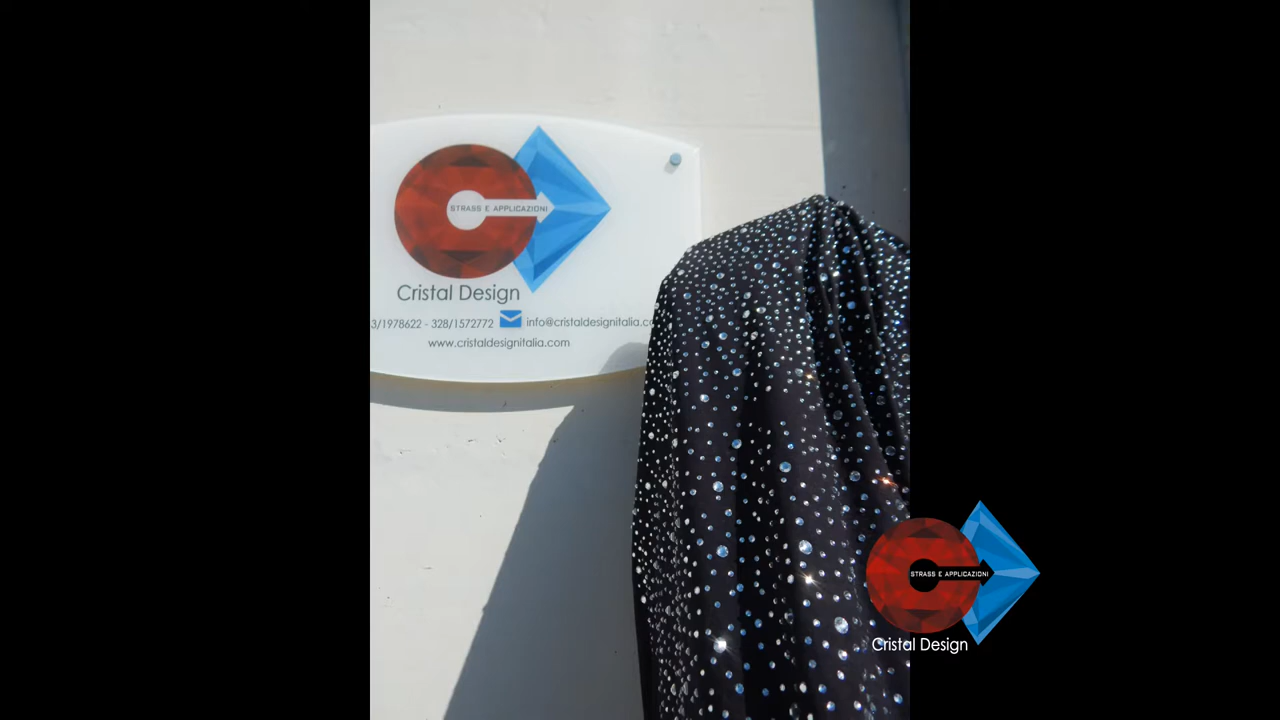 STRASS E APPLICAZIONI
Cristal Design
3/1978622 - 328/1572772 info@cristaldesignitalia.co
www.cristaldesignitalia.com
STRASS E APPLICAZIONI
Cristal Design